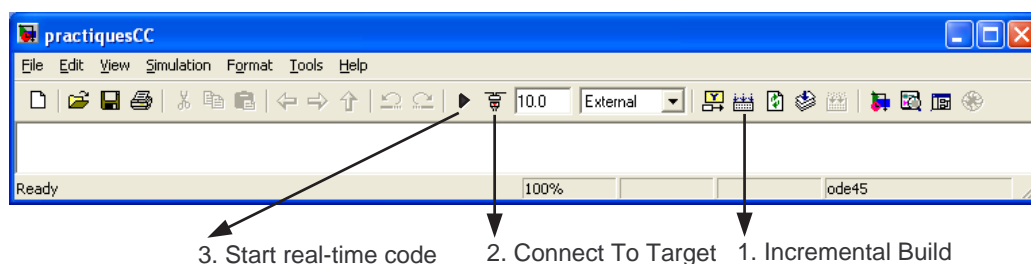 practiquesCC
File Edit View Simulation Format Tools Help
10.0 External
Ready 100% ode45
3. Start real-time code 2. Connect To Target 1. Incremental Build